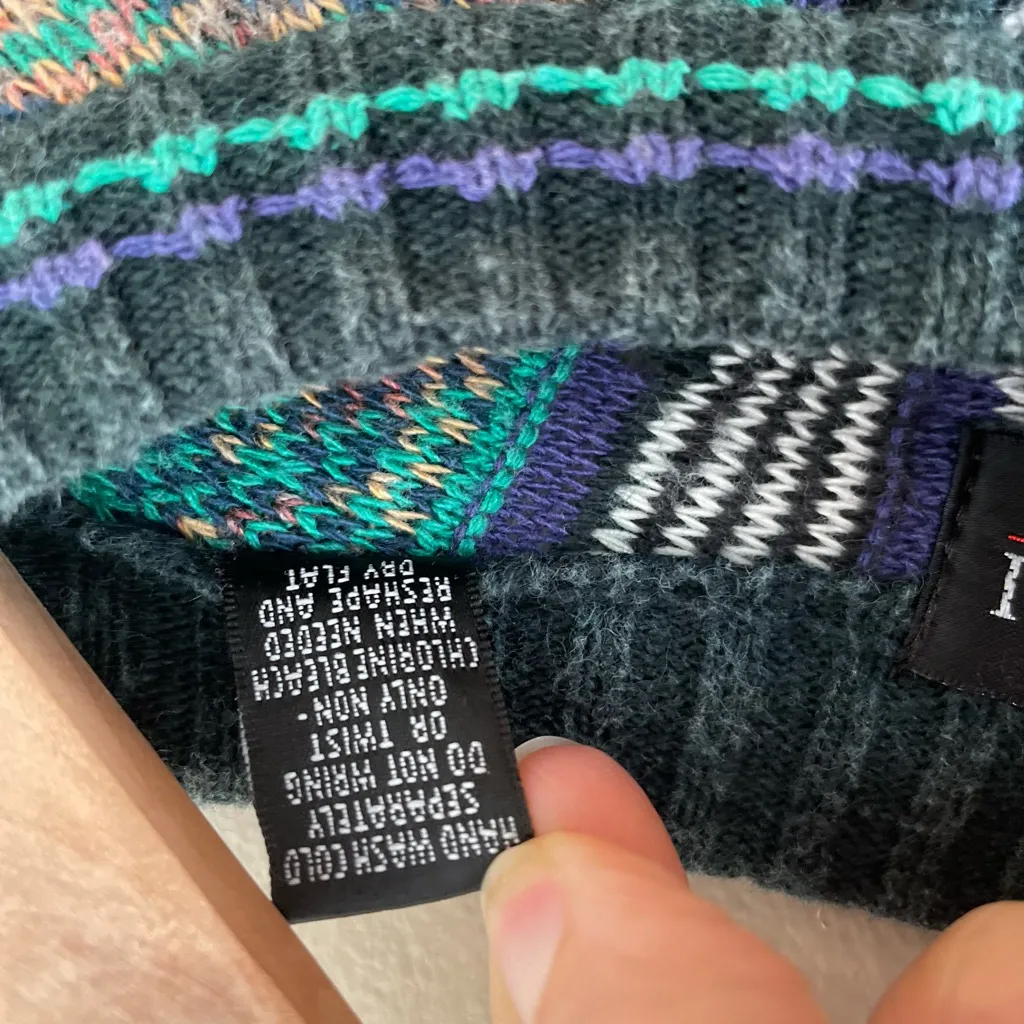 HAND WASH COLD
SEPARATELY
DO NOT WRING
OR TWIST
ONLY NON-
CHLORINE BLEACH
WHEN NEEDED
RESHAPE AND
DRY FLAT